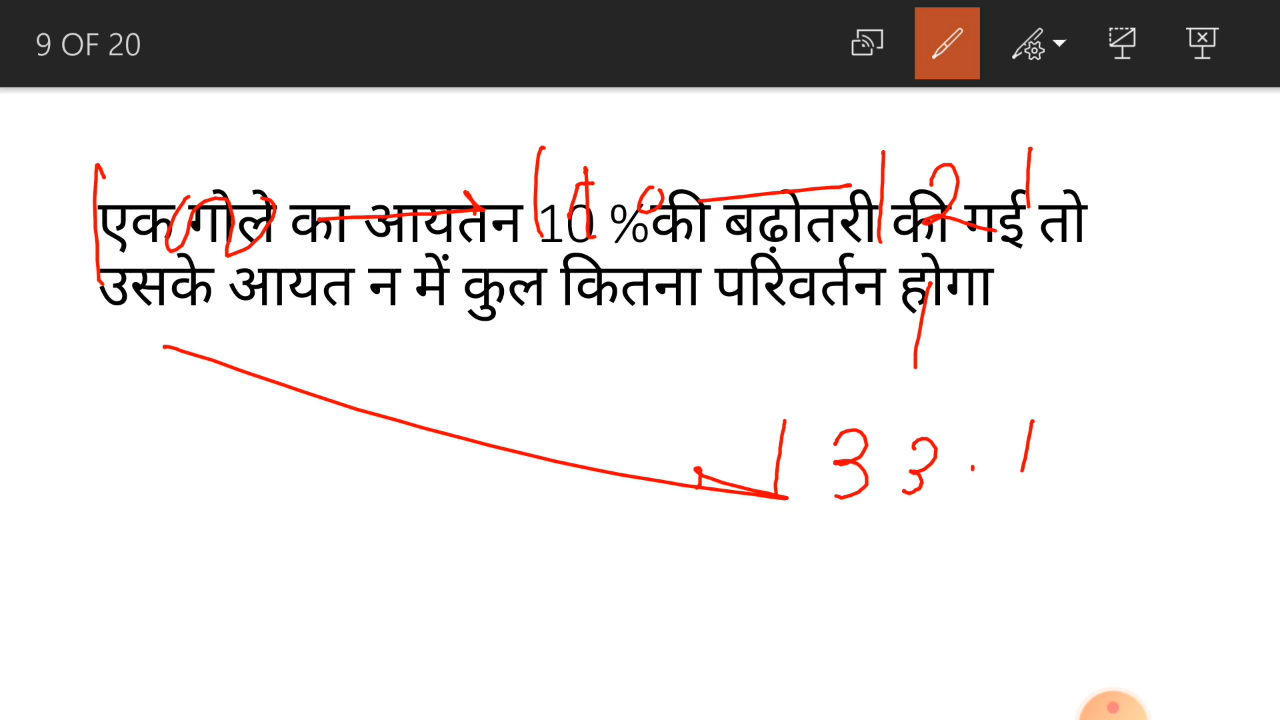 9 OF 20
100 110 121
एक गोले का आयतन 10 %की बढ़ोतरी की गई तो
उसके आयत न में कुल कितना परिवर्तन होगा
133.1